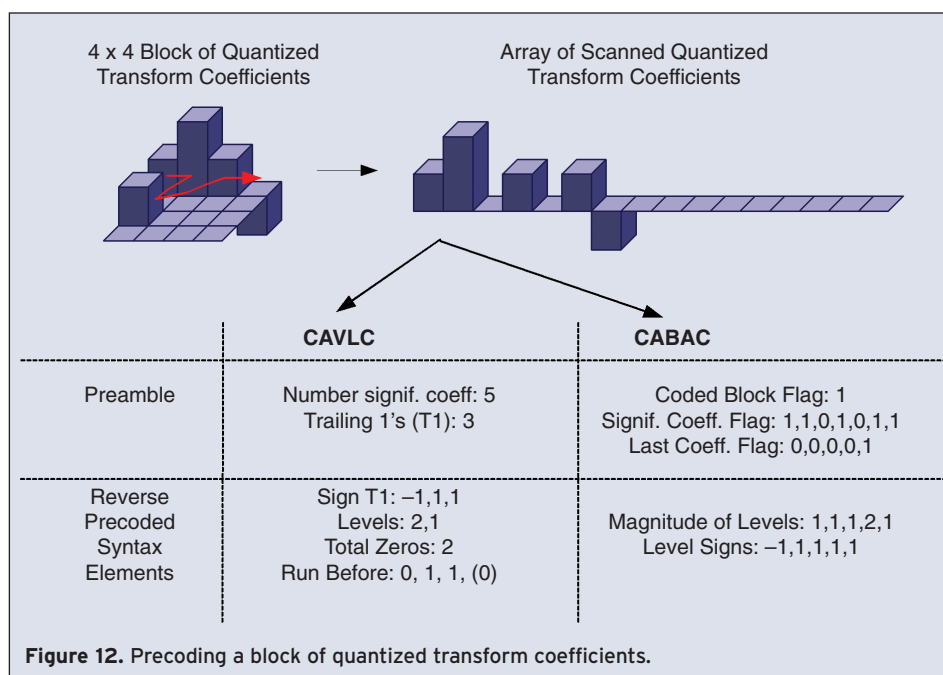 4 x 4 Block of Quantized
Transform Coefficients
Array of Scanned Quantized
Transform Coefficients
CAVLC
CABAC
Preamble
Number signif. coeff: 5
Trailing 1's (T1): 3
Coded Block Flag: 1
Signif. Coeff. Flag: 1,1,0,1,0,1,1
Last Coeff. Flag: 0,0,0,0,1
Reverse
Precoded
Syntax
Elements
Sign T1: –1,1,1
Levels: 2,1
Total Zeros: 2
Run Before: 0, 1, 1, (0)
Magnitude of Levels: 1,1,1,2,1
Level Signs: –1,1,1,1,1
Figure 12. Precoding a block of quantized transform coefficients.